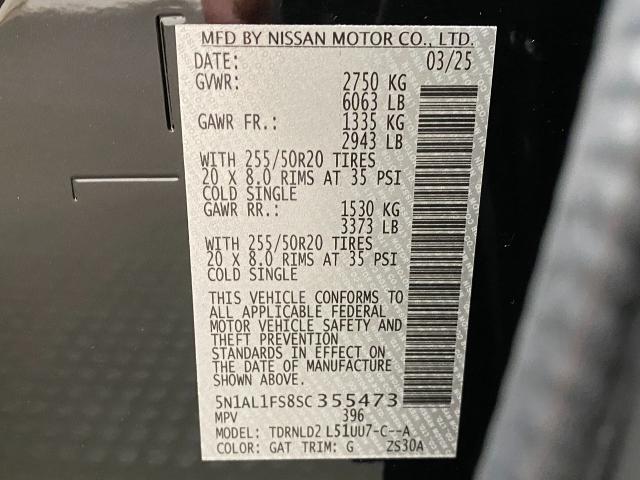 MFD BY NISSAN MOTOR CO., LTD.
DATE: 03/25
GVWR: 2750 KG
6063 LB
GAWR FR.: 1335 KG
2943 LB
WITH 255/50R20 TIRES
20 X 8.0 RIMS AT 35 PSI
COLD SINGLE
GAWR RR.: 1530 KG
3373 LB
WITH 255/50R20 TIRES
20 X 8.0 RIMS AT 35 PSI
COLD SINGLE
THIS VEHICLE CONFORMS TO
ALL APPLICABLE FEDERAL
MOTOR VEHICLE SAFETY AND
THEFT PREVENTION
STANDARDS IN EFFECT ON
THE DATE OF MANUFACTURE
SHOWN ABOVE.
5N1AL1FS8SC355473
MPV 396
MODEL: TDRNLD2 L51UU7-C--A
COLOR: GAT TRIM: G ZS30A